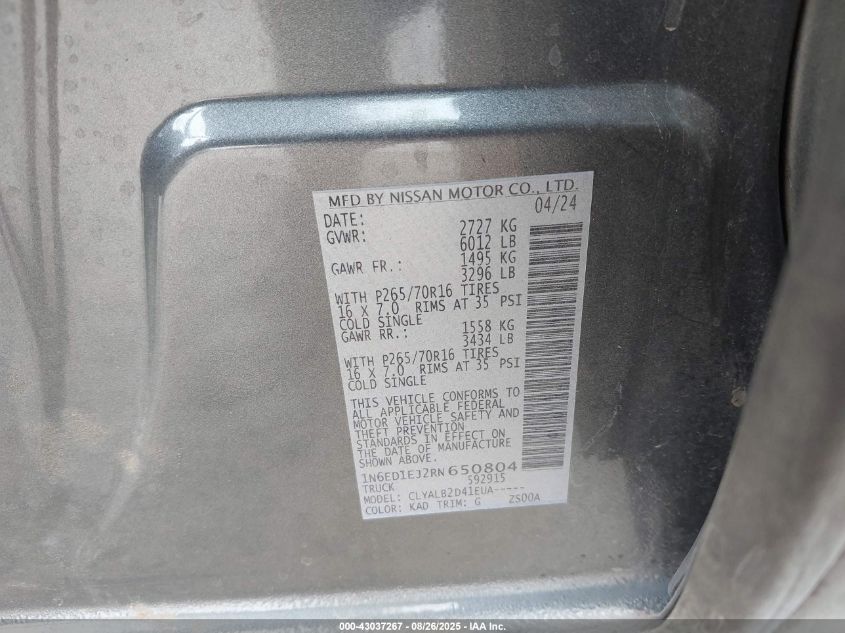 MFD BY NISSAN MOTOR CO., LTD.
DATE: 04/24
GVWR: 2727 KG
6012 LB
GAWR FR.: 1495 KG
3296 LB
WITH P265/70R16 TIRES
16 X 7.0 RIMS AT 35 PSI
COLD SINGLE
GAWR RR.: 1558 KG
3434 LB
WITH P265/70R16 TIRES
16 X 7.0 RIMS AT 35 PSI
COLD SINGLE
THIS VEHICLE CONFORMS TO
ALL APPLICABLE FEDERAL
MOTOR VEHICLE SAFETY AND
THEFT PREVENTION
STANDARDS IN EFFECT ON
THE DATE OF MANUFACTURE
SHOWN ABOVE.
1N6ED1EJ2RN650804
TRUCK 592915
MODEL: CLYALB2D41EUA-----
COLOR: KAD TRIM: G ZS00A
000-43037267 - 08/26/2025 - IAA Inc.